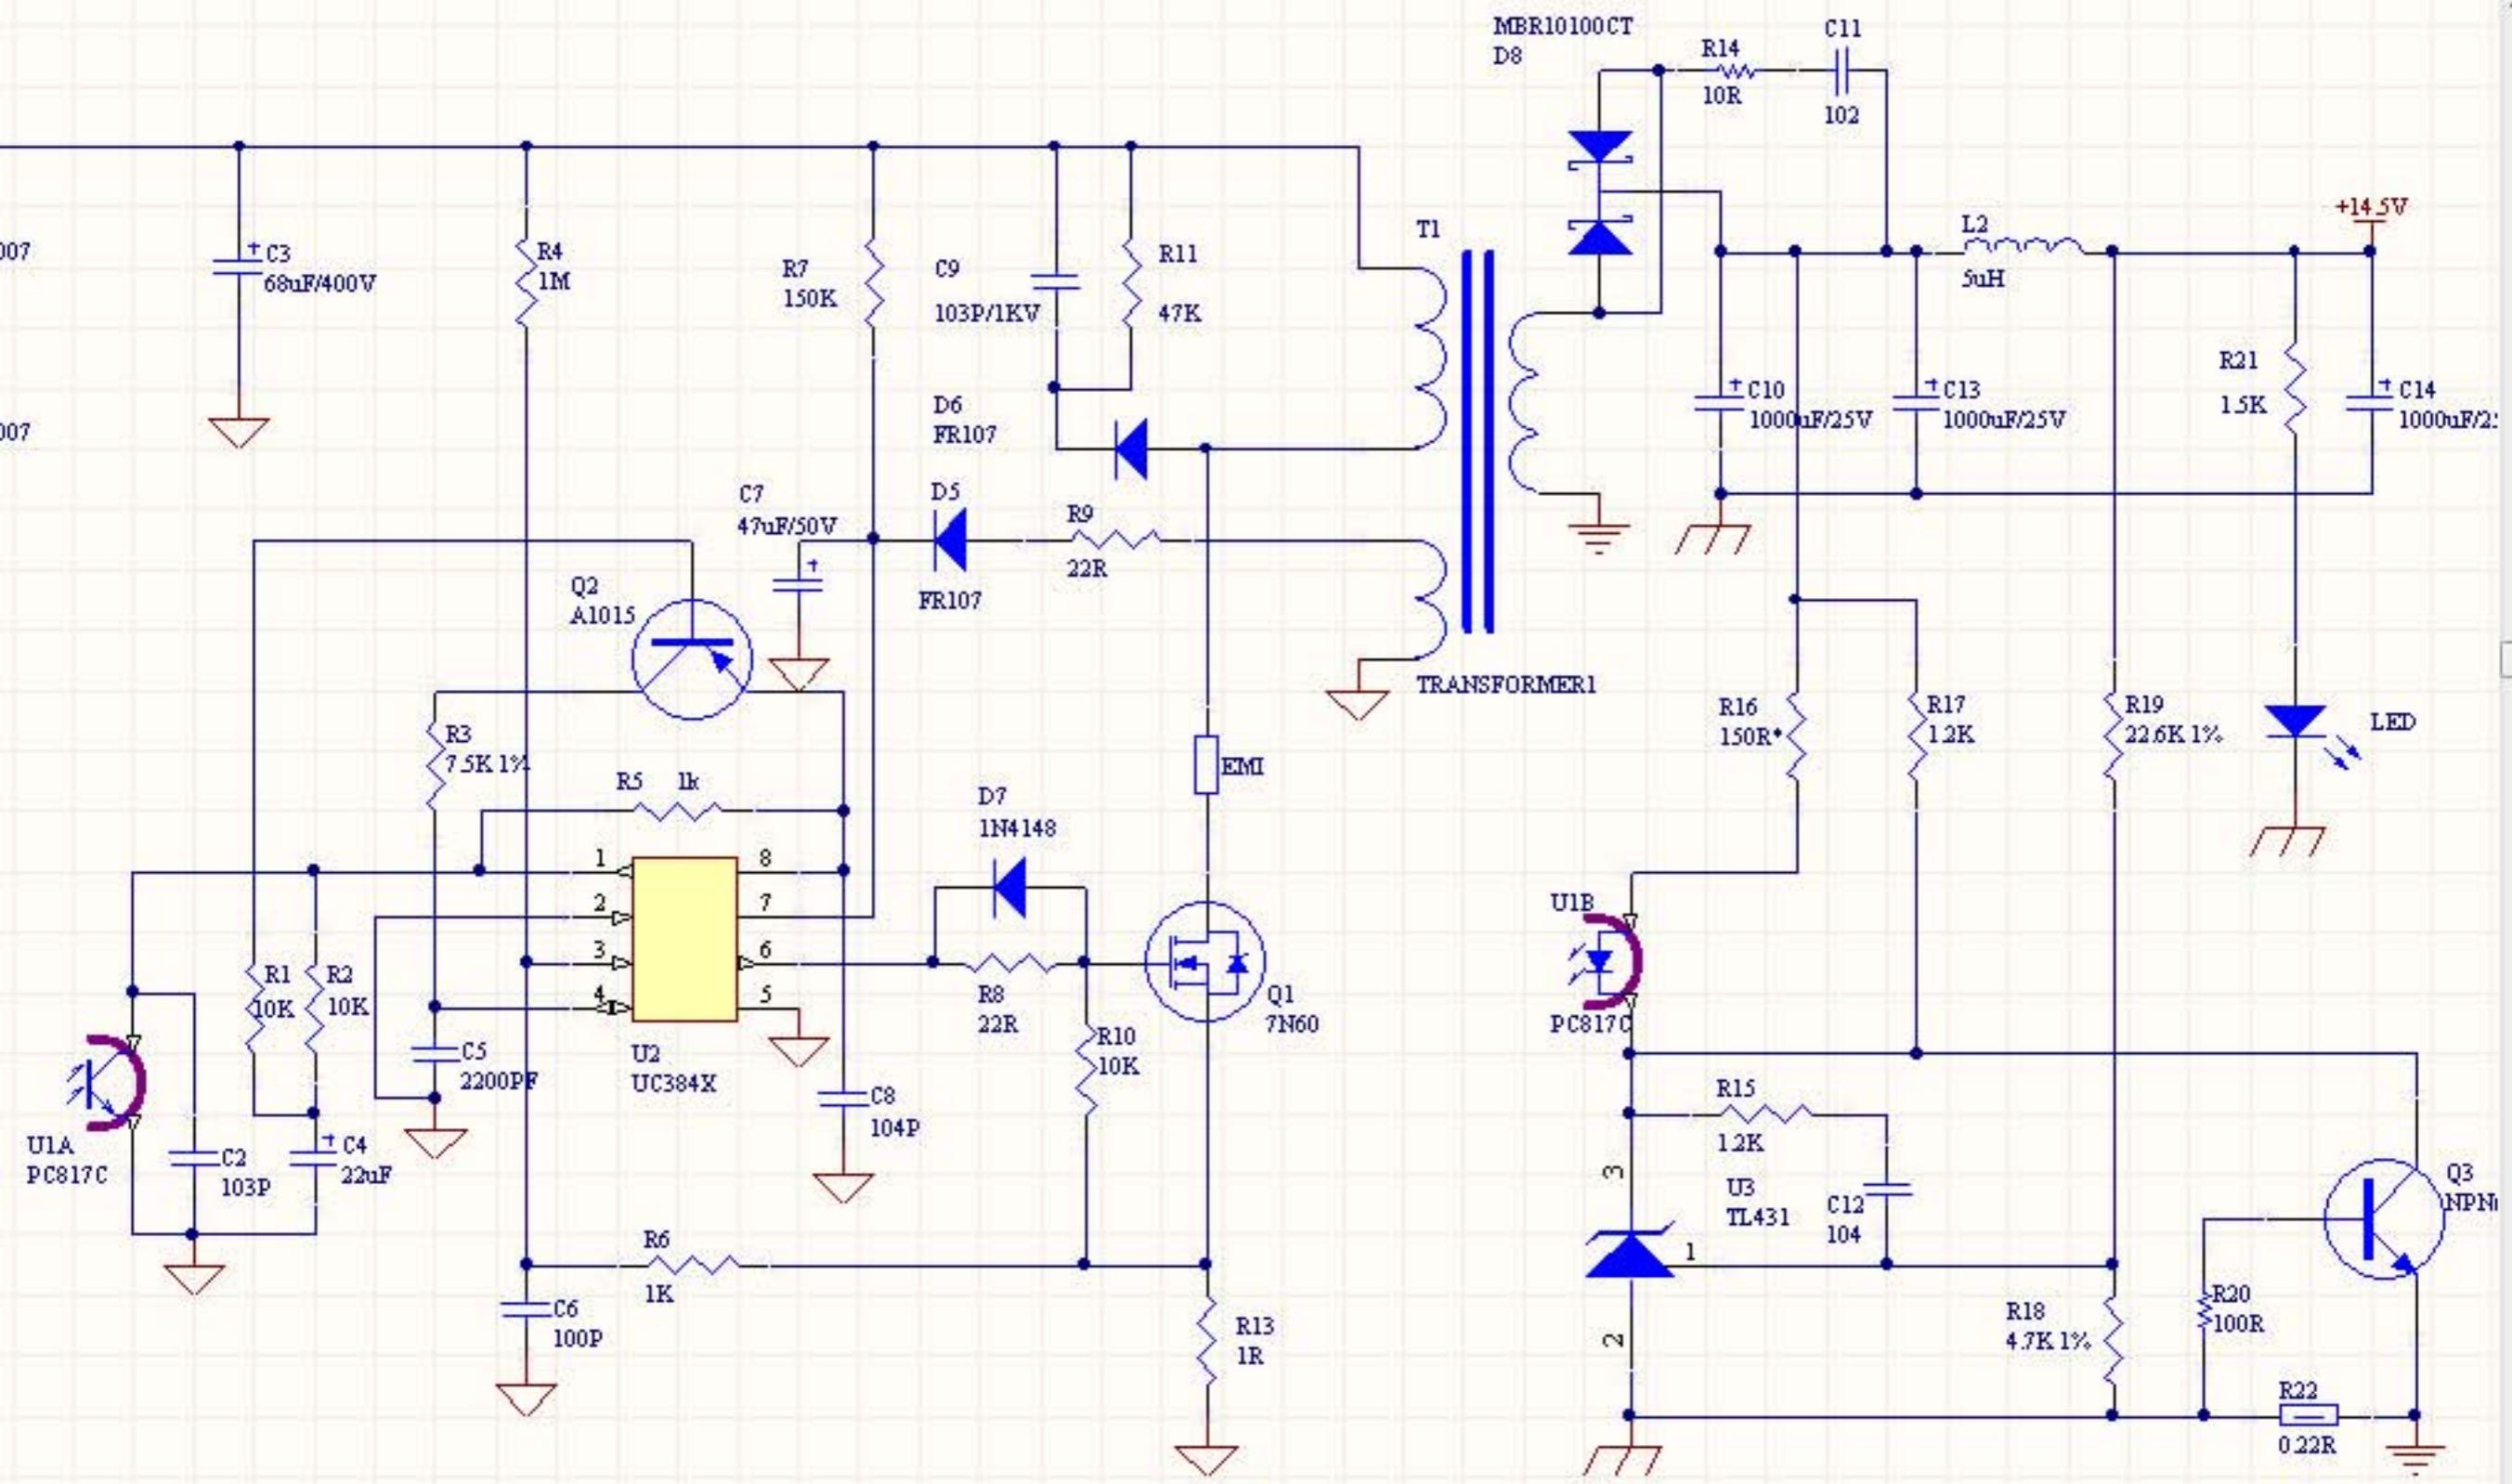 MBR10100CT
D8
R14
10R
C11
102
007
007
C3
68uF/400V
R4
1M
R7
150K
C9
103P/1KV
R11
47K
T1
L2
5uH
+14.5V
D6
FR107
C10
1000uF/25V
C13
1000uF/25V
R21
1.5K
C14
1000uF/25
C7
47uF/50V
D5
FR107
R9
22R
Q2
A1015
TRANSFORMER1
R3
7.5K 1%
R5 1k
EMI
R16
150R*
R17
1.2K
R19
22.6K 1%
LED
D7
1N4148
1
2
3
4
8
7
6
5
U2
UC384X
R1
10K
R2
10K
C5
2200PF
R8
22R
R10
10K
Q1
7N60
U1B
PC817C
C8
104P
U1A
PC817C
C2
103P
C4
22uF
R15
1.2K
3
U3
TL431
C12
104
1
2
Q3
NPN
R6
1K
C6
100P
R13
1R
R18
4.7K 1%
R20
100R
R22
0.22R